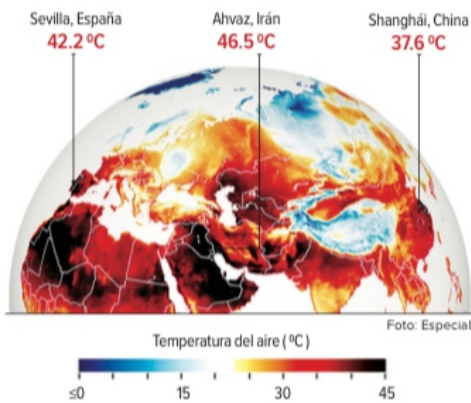 Sevilla, España
42.2 ºC
Ahvaz, Irán
46.5 ºC
Shanghái, China
37.6 ºC
Foto: Especial
Temperatura del aire ( ºC )
≤0 15 30 45